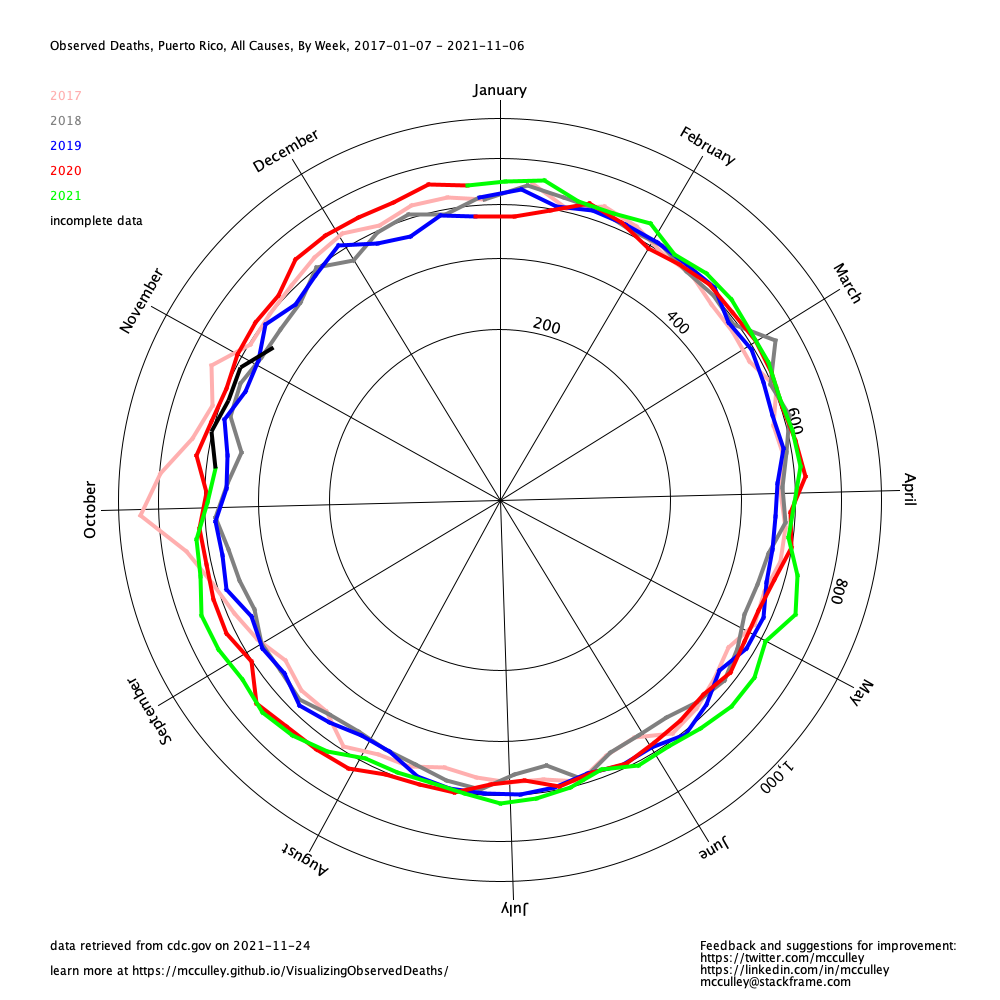 Observed Deaths, Puerto Rico, All Causes, By Week, 2017-01-07 - 2021-11-06
2017
2018
2019
2020
2021
incomplete data
January
February
March
April
May
June
July
August
September
October
November
December
200
400
600
800
1,000
data retrieved from cdc.gov on 2021-11-24
learn more at https://mcculley.github.io/VisualizingObservedDeaths/
Feedback and suggestions for improvement:
https://twitter.com/mcculley
https://linkedin.com/in/mcculley
mcculley@stackframe.com